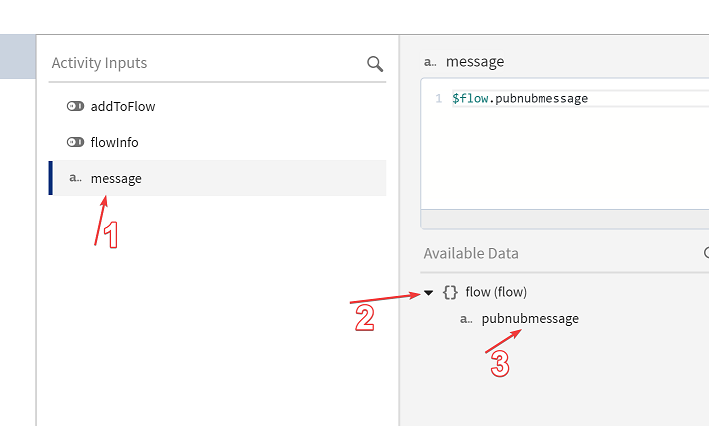 Activity Inputs
addToFlow
flowInfo
a.. message
1
a.. message
1 $flow.pubnubmessage
Available Data
{} flow (flow)
2
a.. pubnubmessage
3